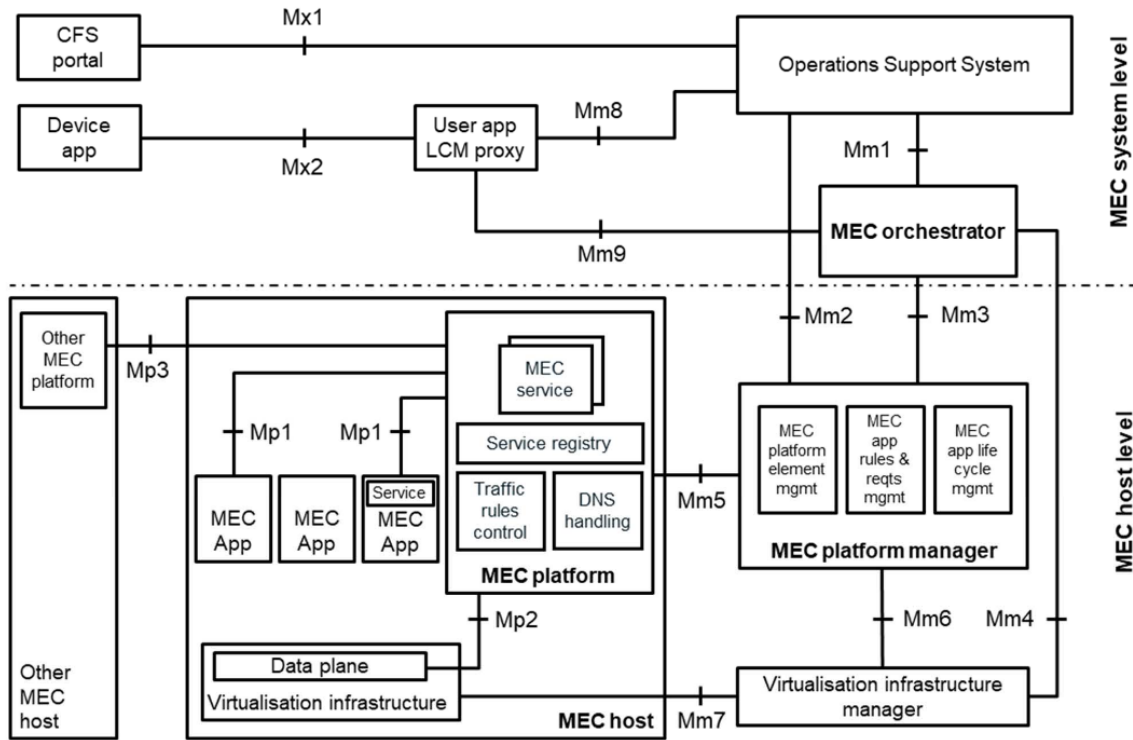 Mx1
CFS
portal
Operations Support System
Device
app
Mx2
User app
LCM proxy
Mm8
Mm1
MEC orchestrator
Mm9
MEC system level
Other
MEC
platform
Mp3
MEC
service
Mm2
Mm3
Mp1
Mp1
Service registry
MEC
platform
element
mgmt
MEC
app
rules &
reqts
mgmt
MEC
app life
cycle
mgmt
MEC
App
MEC
App
Service
MEC
App
Traffic
rules
control
DNS
handling
Mm5
MEC platform
MEC platform manager
MEC host level
Mp2
Mm6
Mm4
Data plane
Virtualisation infrastructure
Virtualisation infrastructure
manager
Other
MEC
host
MEC host
Mm7